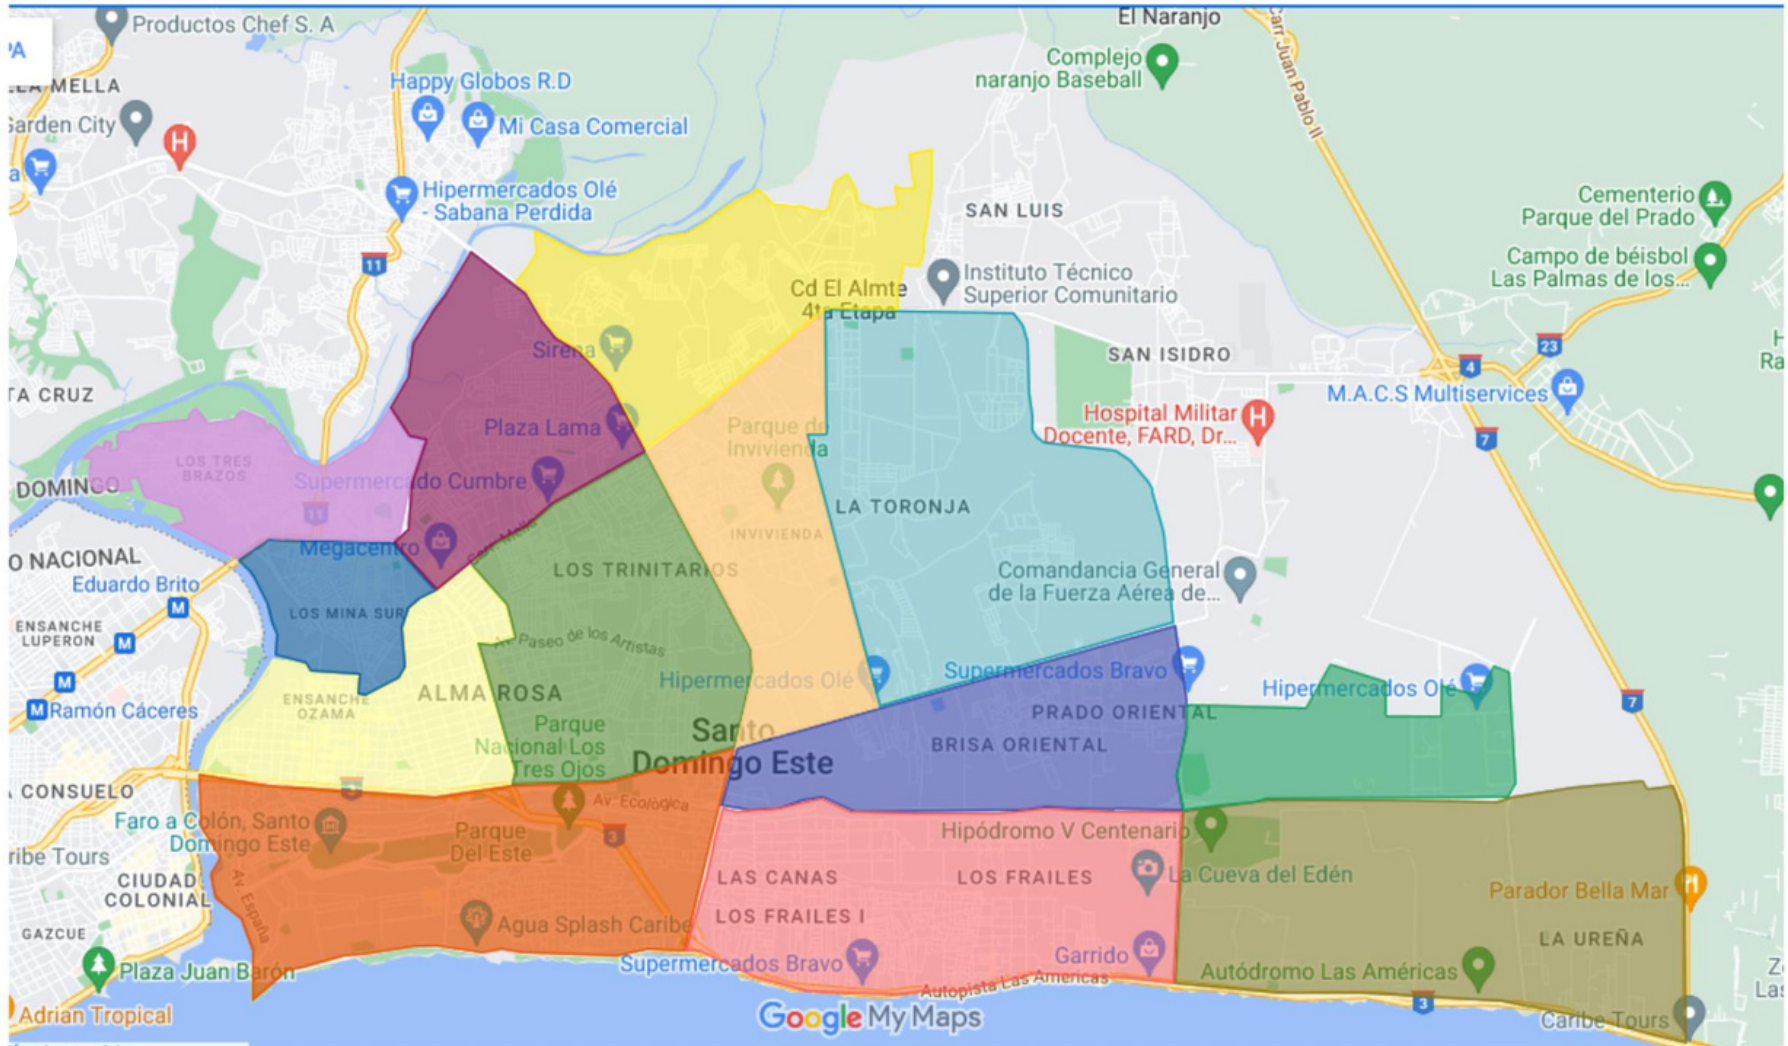 Productos Chef S. A
El Naranjo
PA
Carr Juan Pablo II
Complejo
naranjo Baseball
LA MELLA
Happy Globos R.D
Garden City
Mi Casa Comercial
H
a
Hipermercados Olé
- Sabana Perdida
Cementerio
Parque del Prado
SAN LUIS
11
Campo de béisbol
Las Palmas de los...
Instituto Técnico
Superior Comunitario
Cd El Almte
4ta Etapa
Sirena
SAN ISIDRO
23
4
H
Ra
TA CRUZ
M.A.C.S Multiservices
Hospital Militar
Docente, FARD, Dr...
H
7
Plaza Lama
Parque de
Invivienda
LOS TRES
BRAZOS
DOMINGO
Supermercado Cumbre
11
LA TORONJA
INVIVIENDA
Megacentro
O NACIONAL
Eduardo Brito
M
LOS TRINITARIOS
Comandancia General
de la Fuerza Aérea de...
LOS MINA SUR
ENSANCHE
LUPERON
M
Av. Paseo de los Artistas
M
M Ramón Cáceres
ENSANCHE
OZAMA
ALMA ROSA
Hipermercados Olé
Supermercados Bravo
Hipermercados Olé
7
PRADO ORIENTAL
BRISA ORIENTAL
Parque
Nacional Los
Tres Ojos
Santo
Domingo Este
A CONSUELO
3
Av. Ecológica
Faro a Colón, Santo
Domingo Este
Parque
Del Este
3
Hipódromo V Centenario
ribe Tours
CIUDAD
COLONIAL
Av. España
LAS CANAS
LOS FRAILES
La Cueva del Edén
Parador Bella Mar
LOS FRAILES I
Agua Splash Caribe
GAZCUE
LA UREÑA
Plaza Juan Barón
Supermercados Bravo
Garrido
Autódromo Las Américas
Z
Las
Autopista Las Americas
3
Adrian Tropical
Google My Maps
Caribe Tours